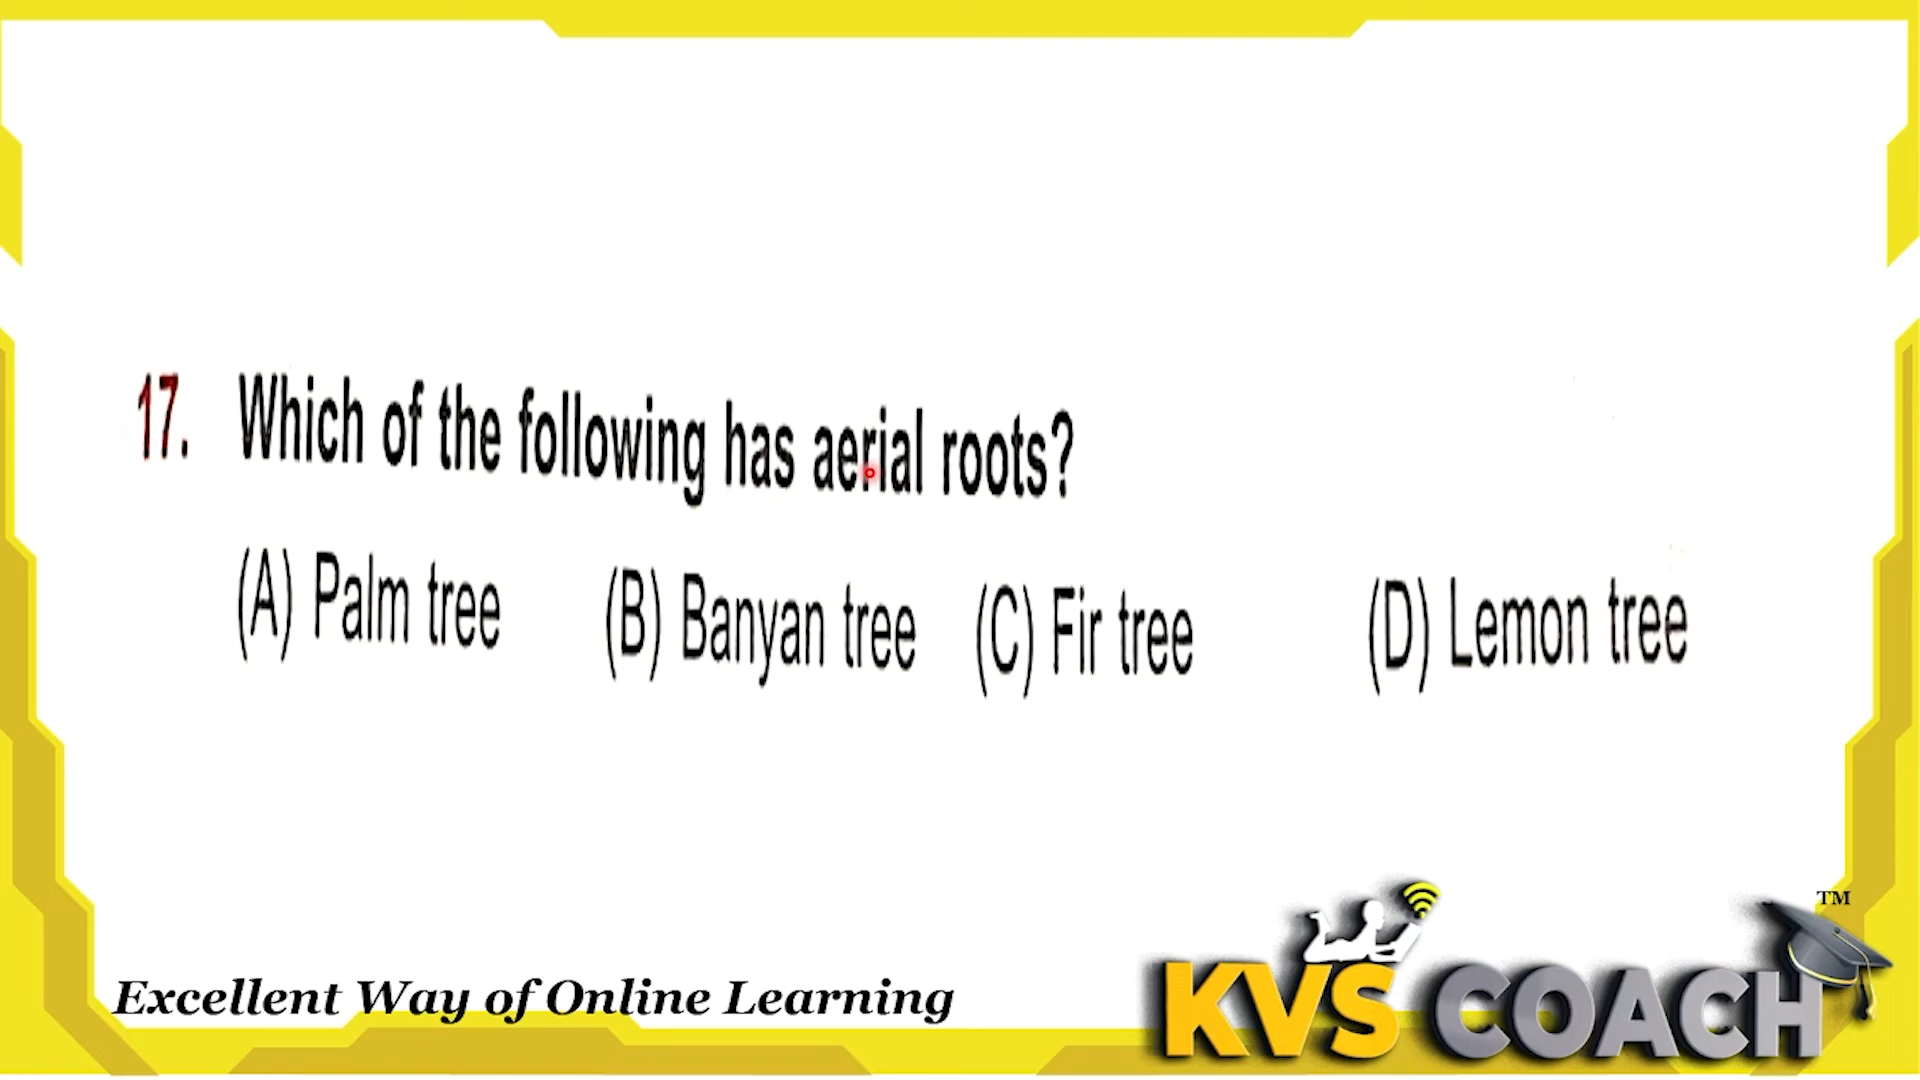 17. Which of the following has aerial roots?
(A) Palm tree (B) Banyan tree (C) Fir tree (D) Lemon tree
Excellent Way of Online Learning
KVS COACH TM